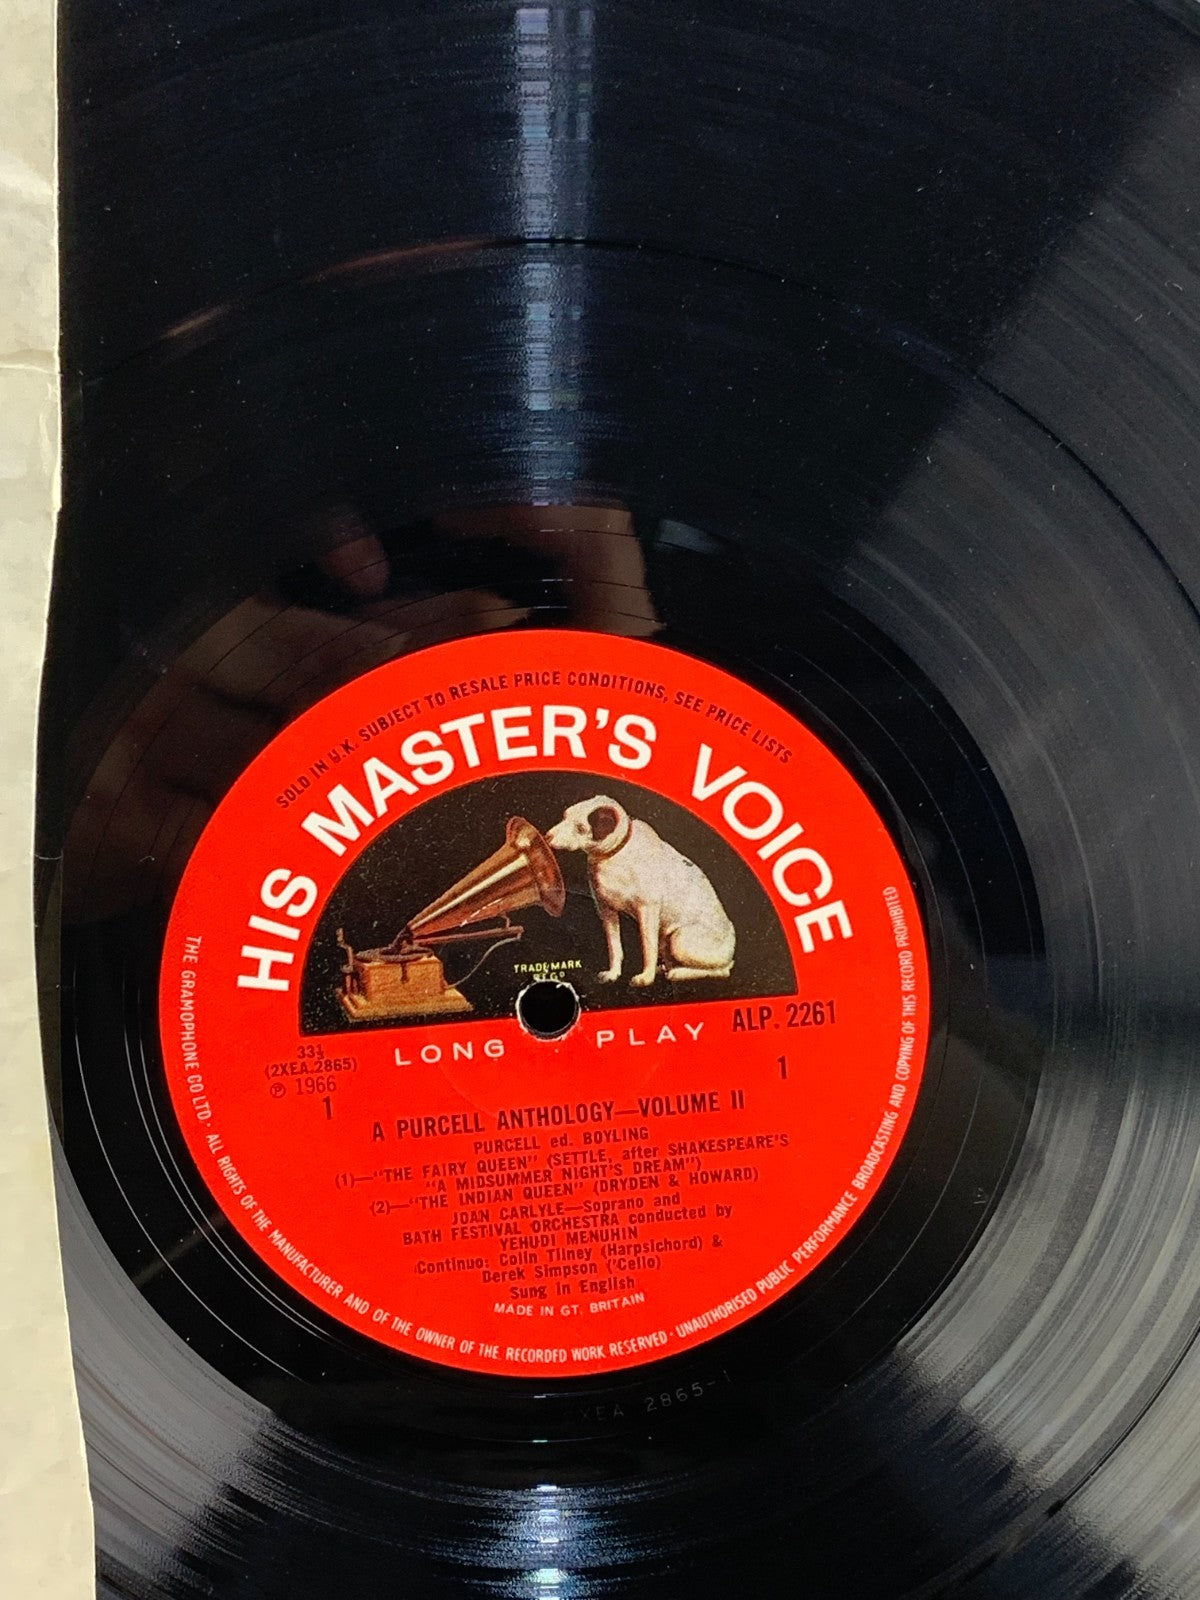 SOLD IN U.K. SUBJECT TO RESALE PRICE CONDITIONS, SEE PRICE LISTS
HIS MASTER'S VOICE
TRADE MARK
REGD
LONG PLAY
ALP. 2261
33⅓
(2XEA.2865)
℗ 1966
1
1
A PURCELL ANTHOLOGY—VOLUME II
PURCELL ed. BOYLING
(1)—"THE FAIRY QUEEN" (SETTLE, after SHAKESPEARE'S
"A MIDSUMMER NIGHT'S DREAM")
(2)—"THE INDIAN QUEEN" (DRYDEN & HOWARD)
JOAN CARLYLE—Soprano and
BATH FESTIVAL ORCHESTRA conducted by
YEHUDI MENUHIN
Continuo: Colin Tilney (Harpsichord) &
Derek Simpson ('Cello)
Sung in English
MADE IN GT. BRITAIN
THE GRAMOPHONE CO LTD · ALL RIGHTS OF THE MANUFACTURER AND OF THE OWNER OF THE RECORDED WORK RESERVED · UNAUTHORISED PUBLIC PERFORMANCE BROADCASTING AND COPYING OF THIS RECORD PROHIBITED
XEA 2865-1